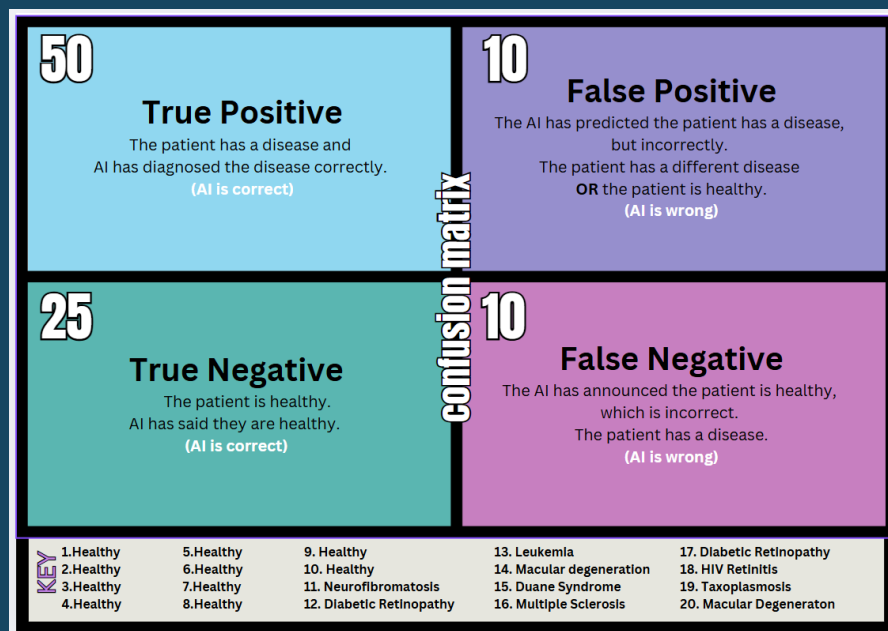 50
True Positive
The patient has a disease and
AI has diagnosed the disease correctly.
(AI is correct)
10
False Positive
The AI has predicted the patient has a disease,
but incorrectly.
The patient has a different disease
OR the patient is healthy.
(AI is wrong)
confusion matrix
25
True Negative
The patient is healthy.
AI has said they are healthy.
(AI is correct)
10
False Negative
The AI has announced the patient is healthy,
which is incorrect.
The patient has a disease.
(AI is wrong)
KEY
1.Healthy
2.Healthy
3.Healthy
4.Healthy
5.Healthy
6.Healthy
7.Healthy
8.Healthy
9. Healthy
10. Healthy
11. Neurofibromatosis
12. Diabetic Retinopathy
13. Leukemia
14. Macular degeneration
15. Duane Syndrome
16. Multiple Sclerosis
17. Diabetic Retinopathy
18. HIV Retinitis
19. Taxoplasmosis
20. Macular Degeneraton